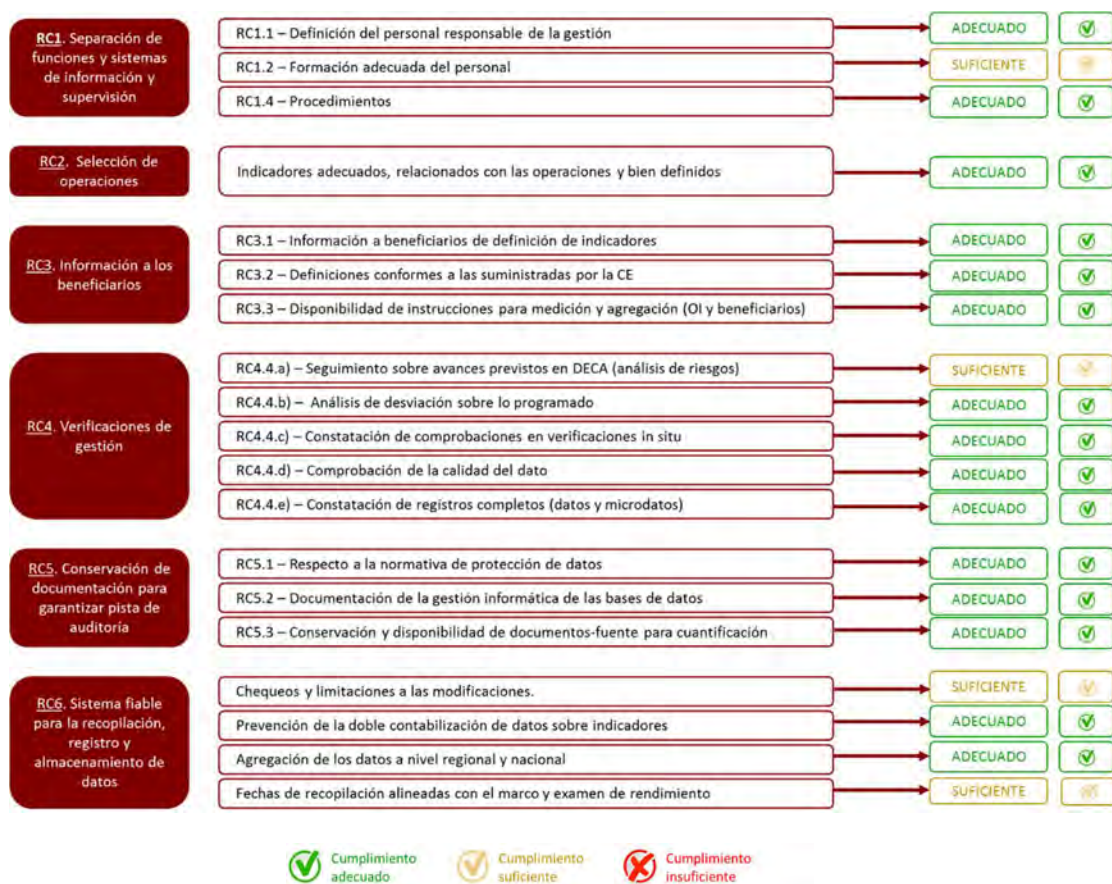 RC1. Separación de
funciones y sistemas
de información y
supervisión
RC1.1 – Definición del personal responsable de la gestión
ADECUADO
RC1.2 – Formación adecuada del personal
SUFICIENTE
RC1.4 – Procedimientos
ADECUADO
RC2. Selección de
operaciones
Indicadores adecuados, relacionados con las operaciones y bien definidos
ADECUADO
RC3. Información a los
beneficiarios
RC3.1 – Información a beneficiarios de definición de indicadores
ADECUADO
RC3.2 – Definiciones conformes a las suministradas por la CE
ADECUADO
RC3.3 – Disponibilidad de instrucciones para medición y agregación (OI y beneficiarios)
ADECUADO
RC4. Verificaciones de
gestión
RC4.4.a) – Seguimiento sobre avances previstos en DECA (análisis de riesgos)
SUFICIENTE
RC4.4.b) – Análisis de desviación sobre lo programado
ADECUADO
RC4.4.c) – Constatación de comprobaciones en verificaciones in situ
ADECUADO
RC4.4.d) – Comprobación de la calidad del dato
ADECUADO
RC4.4.e) – Constatación de registros completos (datos y microdatos)
ADECUADO
RC5. Conservación de
documentación para
garantizar pista de
auditoría
RC5.1 – Respecto a la normativa de protección de datos
ADECUADO
RC5.2 – Documentación de la gestión informática de las bases de datos
ADECUADO
RC5.3 – Conservación y disponibilidad de documentos-fuente para cuantificación
ADECUADO
RC6. Sistema fiable
para la recopilación,
registro y
almacenamiento de
datos
Chequeos y limitaciones a las modificaciones.
SUFICIENTE
Prevención de la doble contabilización de datos sobre indicadores
ADECUADO
Agregación de los datos a nivel regional y nacional
ADECUADO
Fechas de recopilación alineadas con el marco y examen de rendimiento
SUFICIENTE
Cumplimiento
adecuado
Cumplimiento
suficiente
Cumplimiento
insuficiente